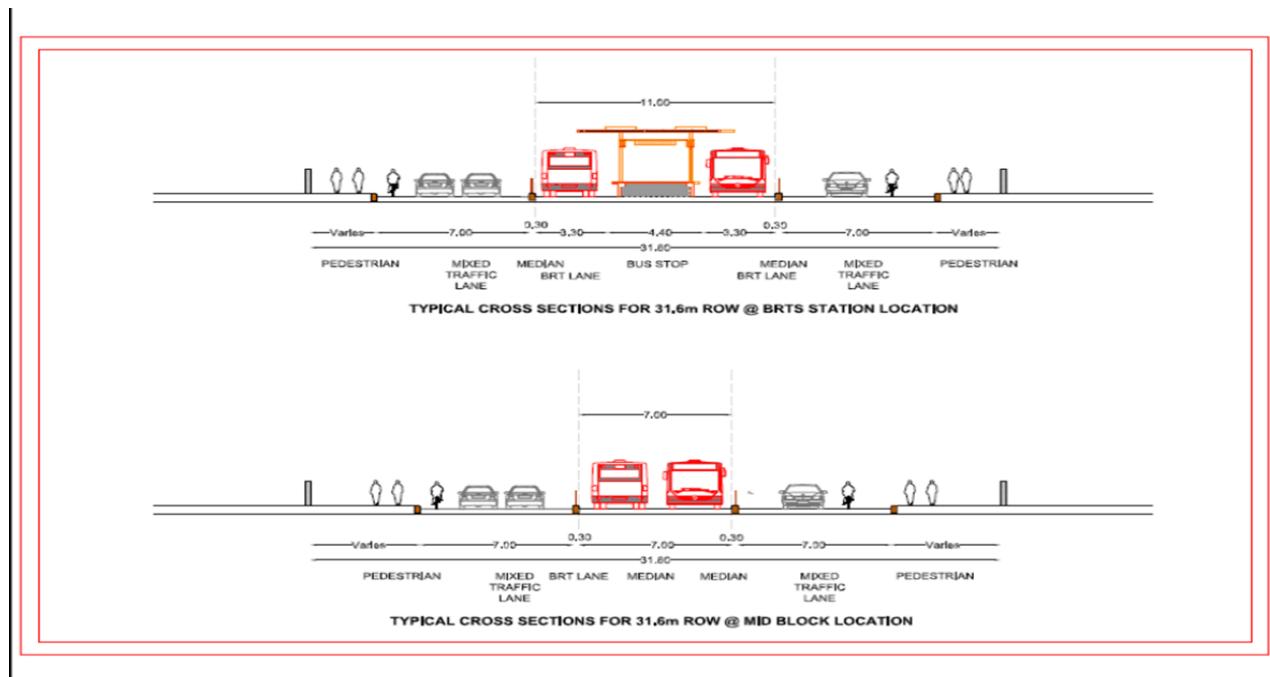 11.00
0.30 0.30
Varies 7.00 3.30 4.40 3.30 7.00 Varies
31.60
PEDESTRIAN MIXED TRAFFIC LANE MEDIAN BRT LANE BUS STOP MEDIAN BRT LANE MIXED TRAFFIC LANE PEDESTRIAN
TYPICAL CROSS SECTIONS FOR 31.6m ROW @ BRTS STATION LOCATION
7.00
0.30 0.30
Varies 7.00 7.00 7.00 Varies
31.60
PEDESTRIAN MIXED TRAFFIC LANE BRT LANE MEDIAN MEDIAN MIXED TRAFFIC LANE PEDESTRIAN
TYPICAL CROSS SECTIONS FOR 31.6m ROW @ MID BLOCK LOCATION